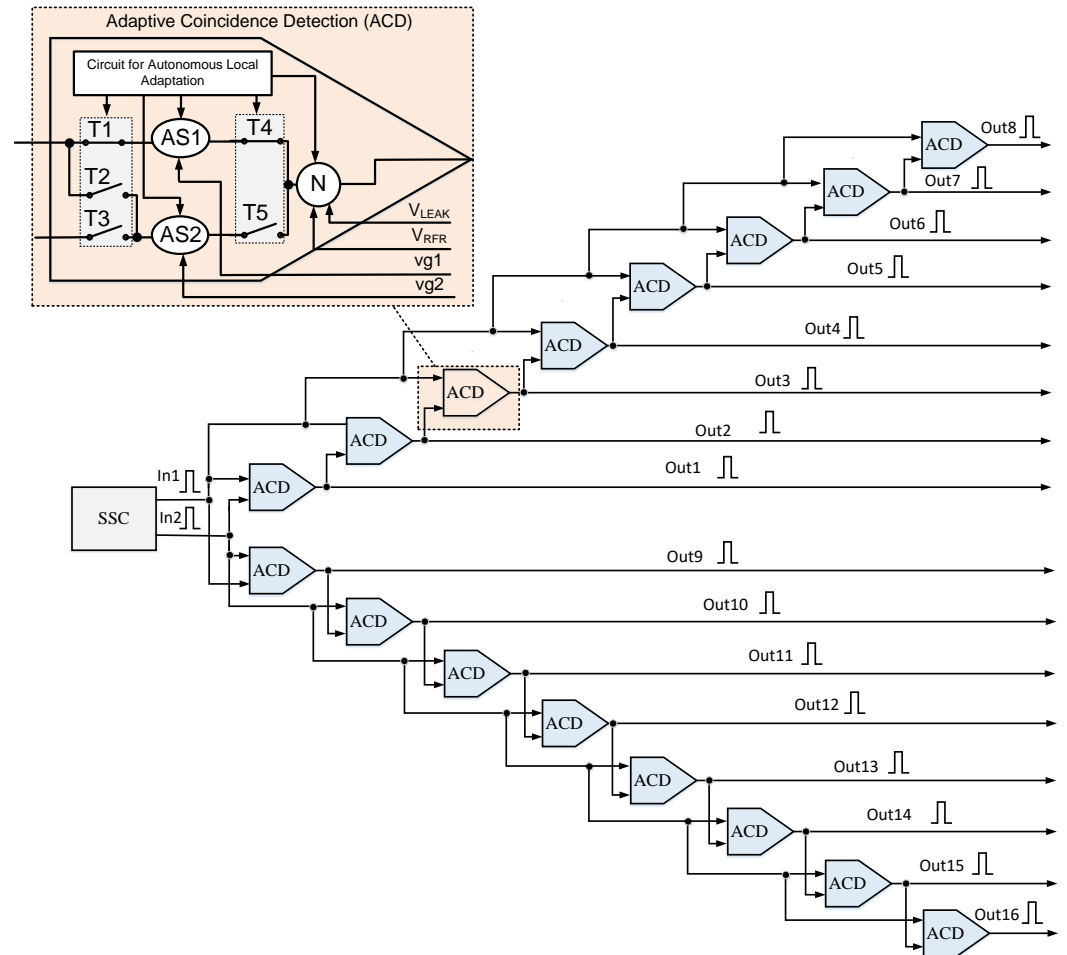 Adaptive Coincidence Detection (ACD)
Circuit for Autonomous Local
Adaptation
T1
AS1
T4
T2
N
T3
AS2
T5
VLEAK
VRFR
vg1
vg2
ACD
Out8
ACD
Out7
ACD
Out6
ACD
Out5
ACD
Out4
ACD
Out3
ACD
Out2
ACD
Out1
In1
SSC
In2
ACD
Out9
ACD
Out10
ACD
Out11
ACD
Out12
ACD
Out13
ACD
Out14
ACD
Out15
ACD
Out16